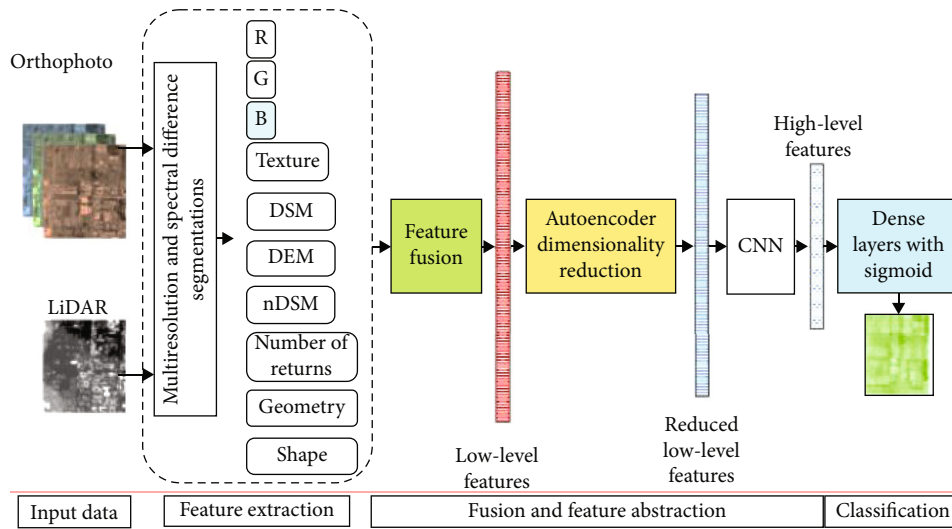 Orthophoto
LiDAR
Multiresolution and spectral difference
segmentations
R
G
B
Texture
DSM
DEM
nDSM
Number of
returns
Geometry
Shape
Feature
fusion
Low-level
features
Autoencoder
dimensionality
reduction
Reduced
low-level
features
CNN
High-level
features
Dense
layers with
sigmoid
Input data
Feature extraction
Fusion and feature abstraction
Classification